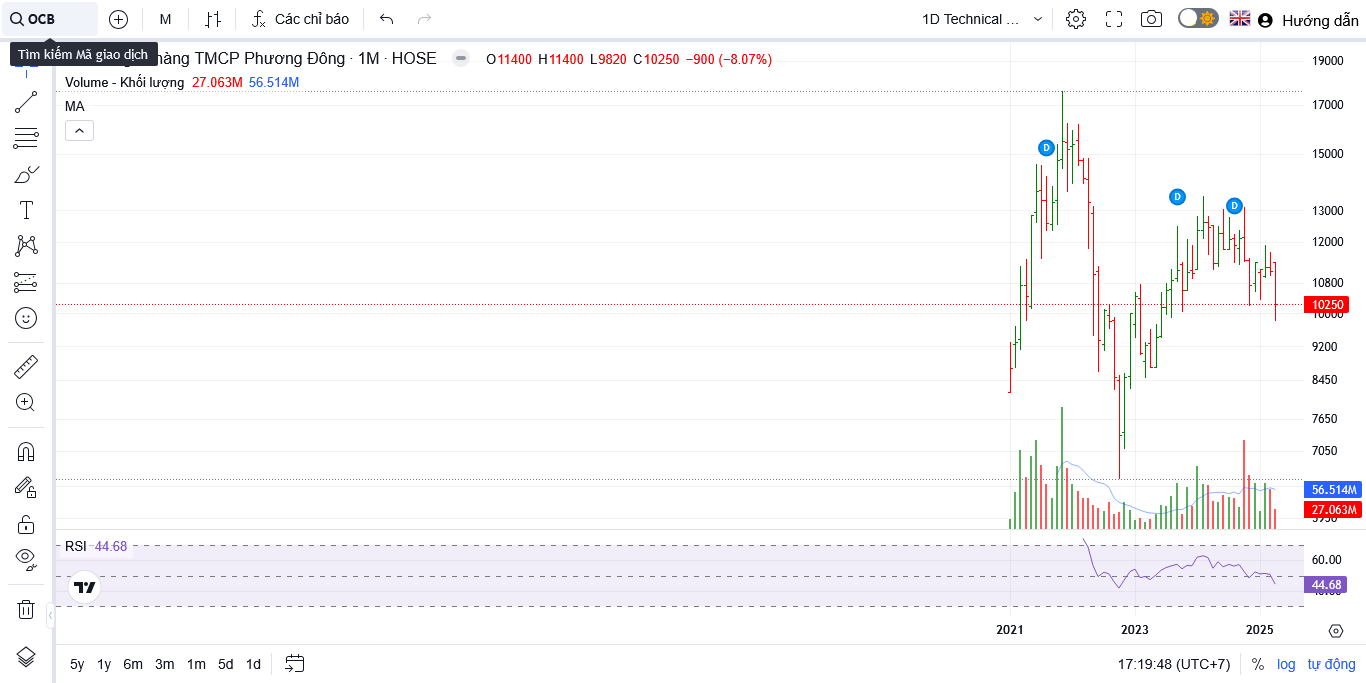 OCB
M
Các chỉ báo
1D Technical ...
Hướng dẫn
Tìm kiếm Mã giao dịch
hàng TMCP Phương Đông · 1M · HOSE
O11400 H11400 L9820 C10250 −900 (−8.07%)
Volume - Khối lượng 27.063M 56.514M
MA
19000
17000
15000
13000
12000
10800
10250
10000
9200
8450
7650
7050
56.514M
27.063M
D
D
D
RSI 44.68
60.00
44.68
2021
2023
2025
5y 1y 6m 3m 1m 5d 1d
17:19:48 (UTC+7)
% log tự động